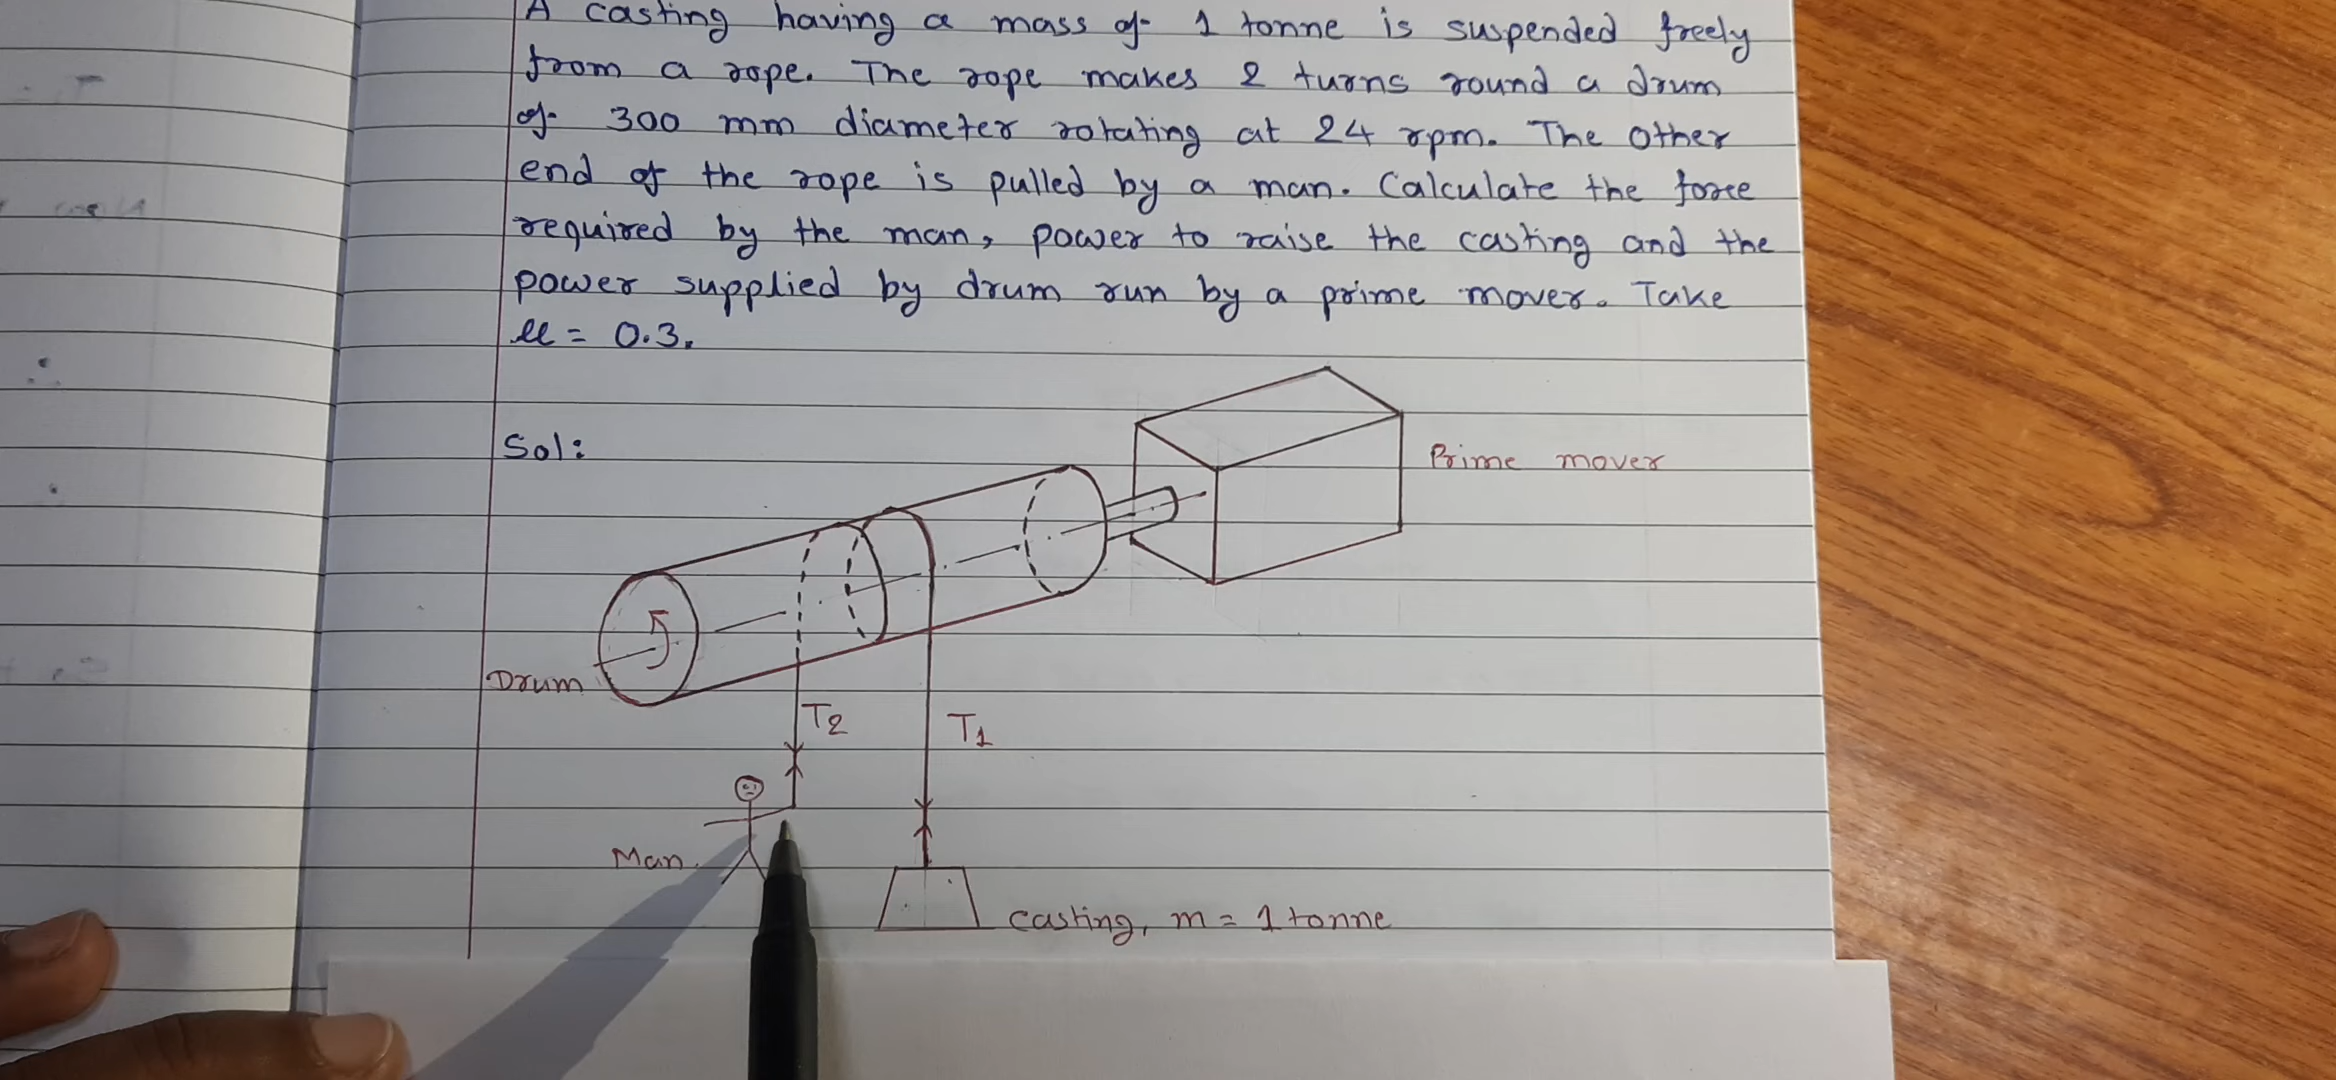 A casting having a mass of 1 tonne is suspended freely
from a rope. The rope makes 2 turns round a drum
of 300 mm diameter rotating at 24 rpm. The other
end of the rope is pulled by a man. Calculate the force
required by the man, power to raise the casting and the
power supplied by drum run by a prime mover. Take
μ = 0.3.
Sol:
Prime mover
Drum
T2
T1
Man
casting, m = 1 tonne